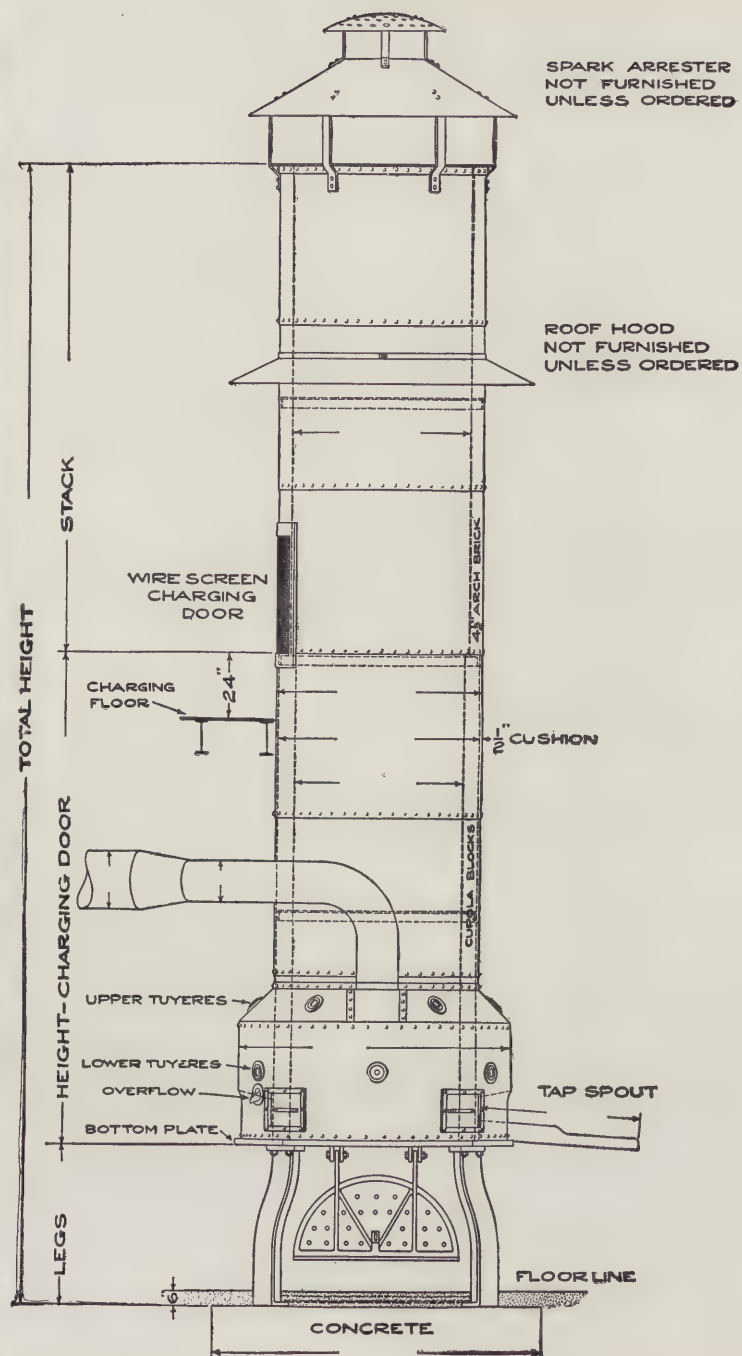 SPARK ARRESTER
NOT FURNISHED
UNLESS ORDERED
ROOF HOOD
NOT FURNISHED
UNLESS ORDERED
STACK
4½" ARCH BRICK
WIRE SCREEN
CHARGING
DOOR
24"
CHARGING
FLOOR
TOTAL HEIGHT
½" CUSHION
HEIGHT-CHARGING DOOR
CUPOLA BLOCKS
UPPER TUYERES
LOWER TUYERES
OVERFLOW
TAP SPOUT
BOTTOM PLATE
LEGS
FLOOR LINE
6"
CONCRETE